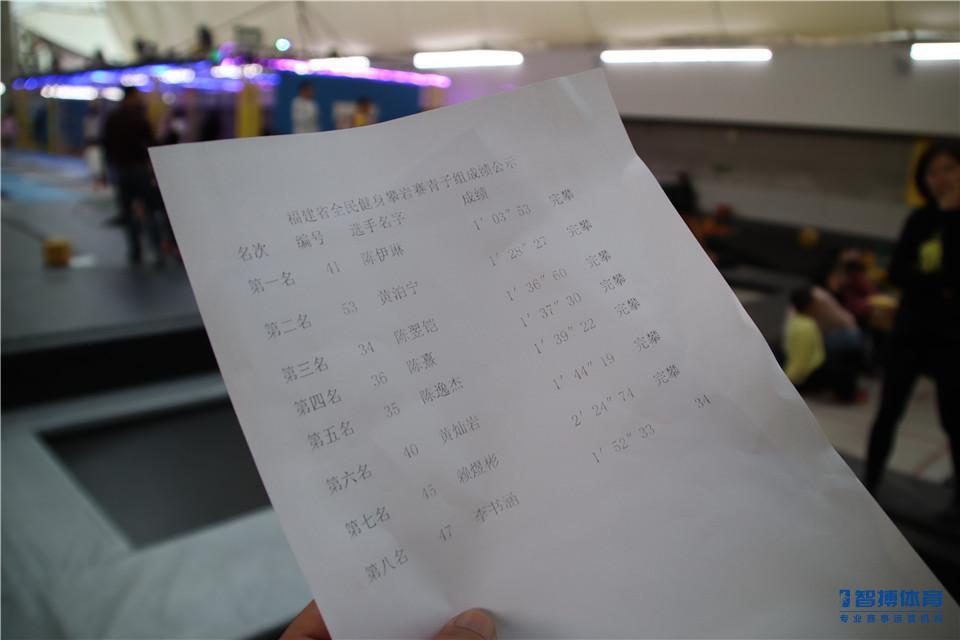 福建省全民健身攀岩赛青子组成绩公示
名次 编号 选手名字 成绩
第一名 41 陈伊琳 1′03″53 完攀
第二名 53 黄泊宁 1′28″27 完攀
第三名 34 陈翌铠 1′36″60 完攀
第四名 36 陈熹 1′37″30 完攀
第五名 35 陈逸杰 1′39″22 完攀
第六名 40 黄灿岩 1′44″19 完攀
第七名 45 赖煜彬 2′24″74 完攀
第八名 47 李书涵 1′52″33 34
智搏体育
专业赛事运营机构